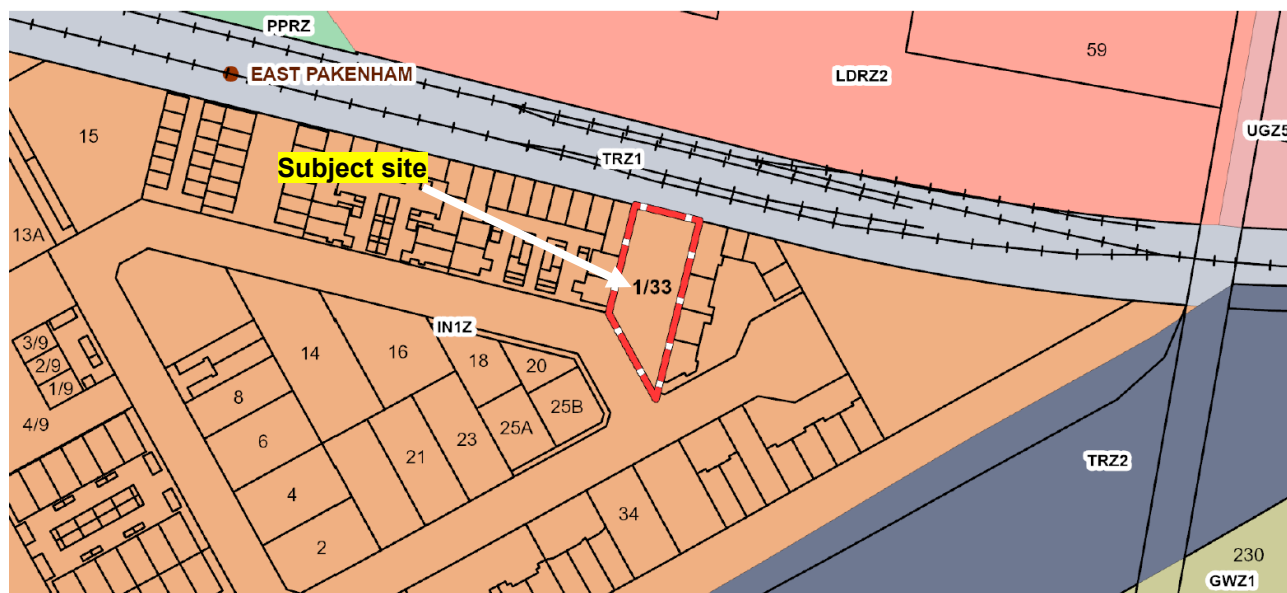 PPRZ
EAST PAKENHAM
59
LDRZ2
UGZ5
15
TRZ1
Subject site
13A
1/33
IN1Z
14
16
18
20
3/9
2/9
1/9
8
25B
4/9
6
25A
23
21
4
34
2
TRZ2
230
GWZ1